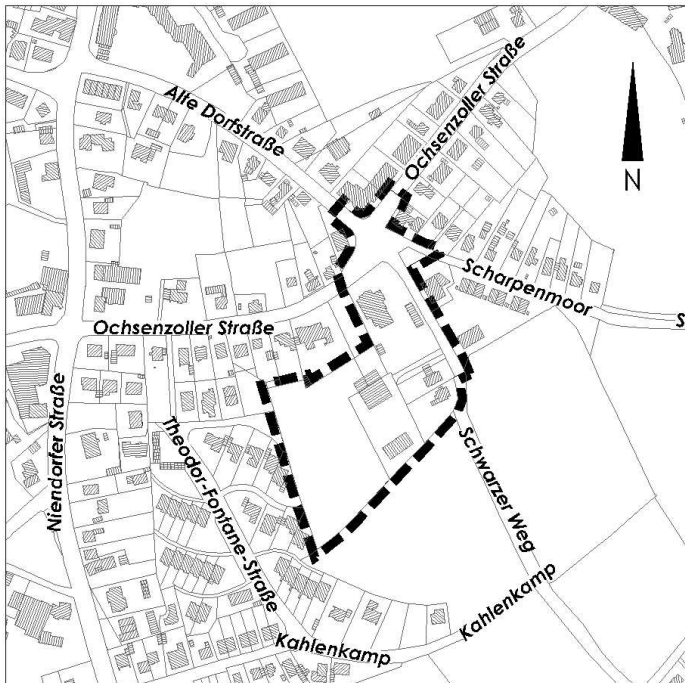 Alte Dorfstraße
Ochsenzoller Straße
N
Scharpenmoor
S
Ochsenzoller Straße
Niendorfer Straße
Theodor-Fontane-Straße
Schwarzer Weg
Kahlenkamp
Kahlenkamp